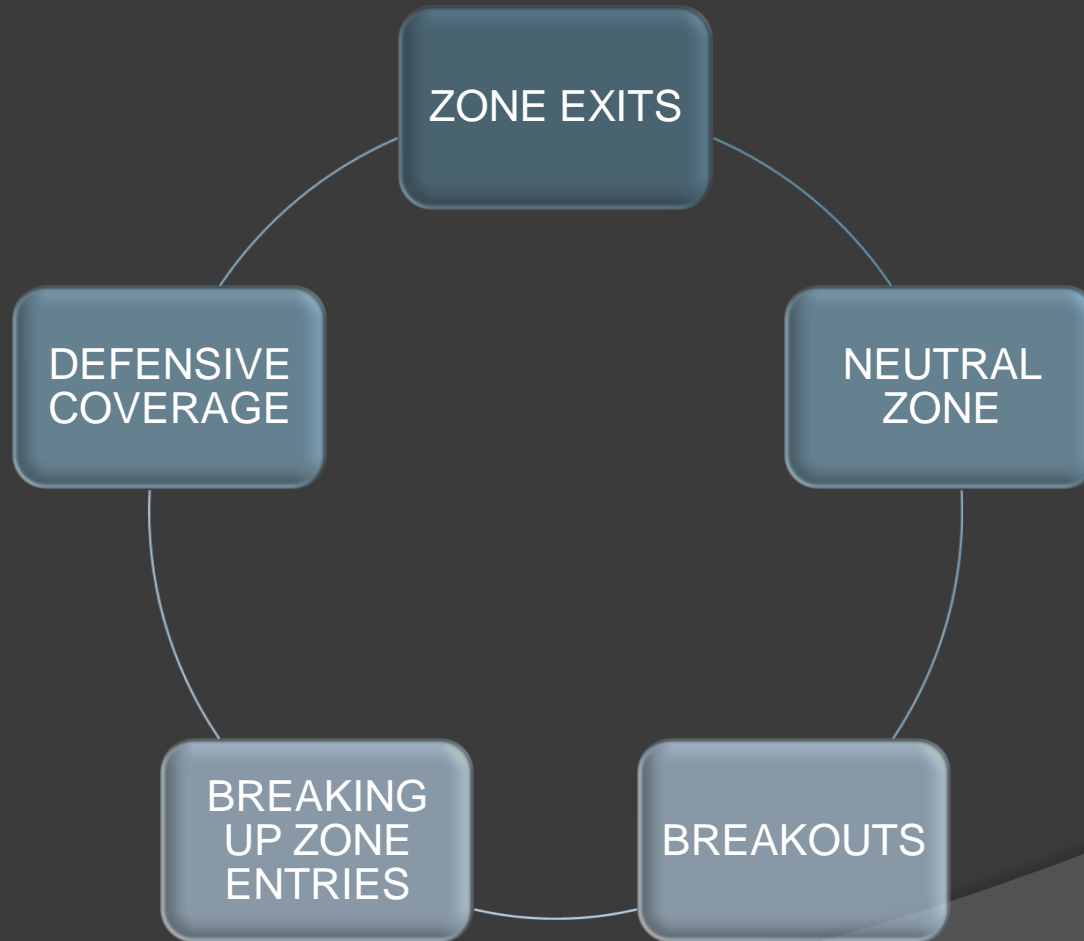 ZONE EXITS
NEUTRAL
ZONE
BREAKOUTS
BREAKING
UP ZONE
ENTRIES
DEFENSIVE
COVERAGE